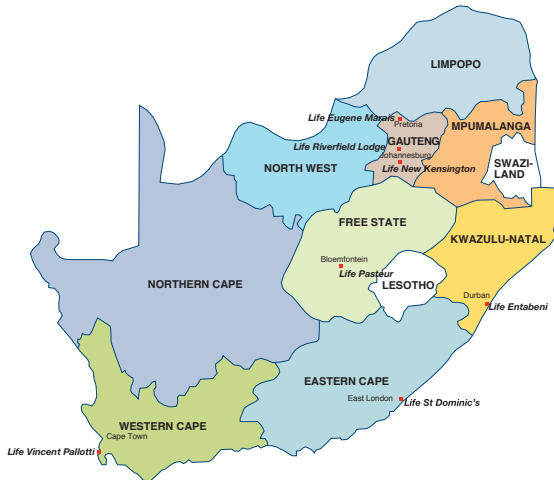 LIMPOPO
Life Eugene Marais
Pretoria
MPUMALANGA
GAUTENG
Life Riverfield Lodge
Johannesburg
Life New Kensington
NORTH WEST
SWAZI-
LAND
FREE STATE
KWAZULU-NATAL
Bloemfontein
Life Pasteur
LESOTHO
NORTHERN CAPE
Durban
Life Entabeni
EASTERN CAPE
East London
Life St Dominic's
WESTERN CAPE
Cape Town
Life Vincent Pallotti